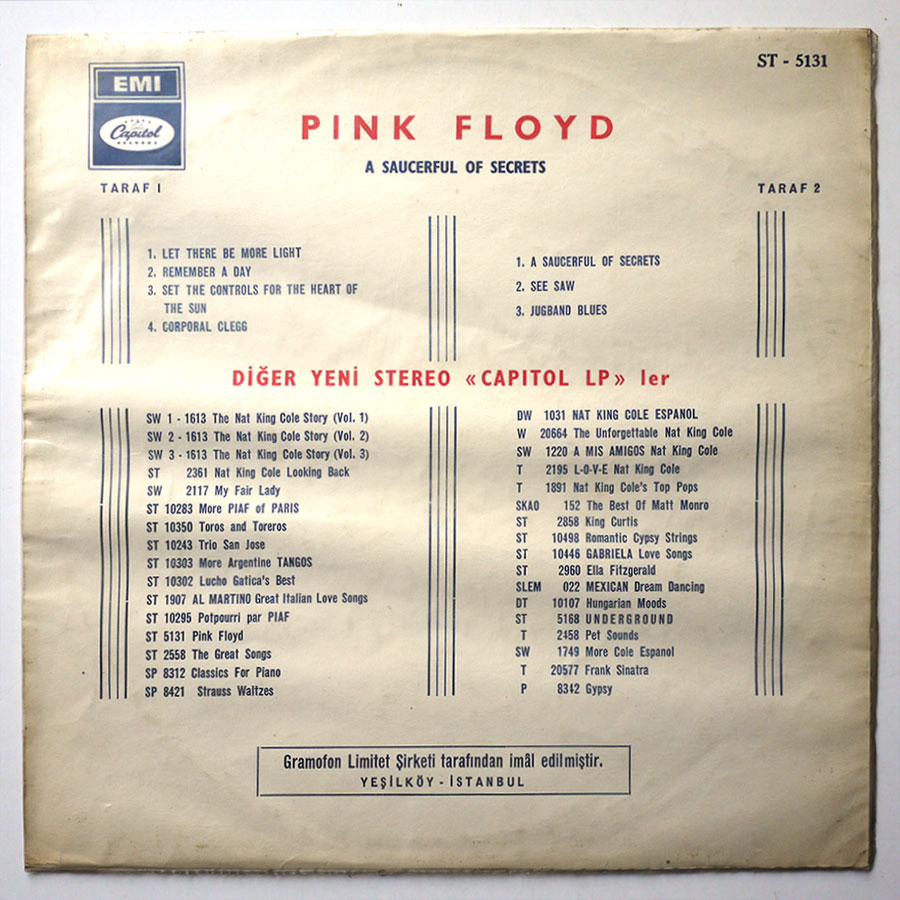 ST - 5131
EMI
Capitol
RECORDS
PINK FLOYD
A SAUCERFUL OF SECRETS
TARAF 1
1. LET THERE BE MORE LIGHT
2. REMEMBER A DAY
3. SET THE CONTROLS FOR THE HEART OF
THE SUN
4. CORPORAL CLEGG
TARAF 2
1. A SAUCERFUL OF SECRETS
2. SEE SAW
3. JUGBAND BLUES
DİĞER YENİ STEREO «CAPITOL LP» ler
SW 1 - 1613 The Nat King Cole Story (Vol. 1)
SW 2 - 1613 The Nat King Cole Story (Vol. 2)
SW 3 - 1613 The Nat King Cole Story (Vol. 3)
ST 2361 Nat King Cole Looking Back
SW 2117 My Fair Lady
ST 10283 More PIAF of PARIS
ST 10350 Toros and Toreros
ST 10243 Trio San Jose
ST 10303 More Argentine TANGOS
ST 10302 Lucho Gatica's Best
ST 1907 AL MARTINO Great Italian Love Songs
ST 10295 Potpourri par PIAF
ST 5131 Pink Floyd
ST 2558 The Great Songs
SP 8312 Classics For Piano
SP 8421 Strauss Waltzes
DW 1031 NAT KING COLE ESPANOL
W 20664 The Unforgettable Nat King Cole
SW 1220 A MIS AMIGOS Nat King Cole
T 2195 L-O-V-E Nat King Cole
T 1891 Nat King Cole's Top Pops
SKAO 152 The Best Of Matt Monro
ST 2858 King Curtis
ST 10498 Romantic Gypsy Strings
ST 10446 GABRIELA Love Songs
ST 2960 Ella Fitzgerald
SLEM 022 MEXICAN Dream Dancing
DT 10107 Hungarian Moods
ST 5168 UNDERGROUND
T 2458 Pet Sounds
SW 1749 More Cole Espanol
T 20577 Frank Sinatra
P 8342 Gypsy
Gramofon Limitet Şirketi tarafından imâl edilmiştir.
YEŞİLKÖY - İSTANBUL